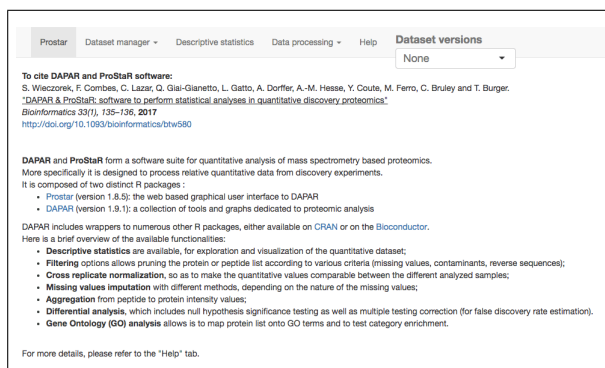 Prostar Dataset manager Descriptive statistics Data processing Help Dataset versions
None
To cite DAPAR and ProStaR software:
S. Wieczorek, F. Combes, C. Lazar, Q. Giai-Gianetto, L. Gatto, A. Dorffer, A.-M. Hesse, Y. Coute, M. Ferro, C. Bruley and T. Burger.
"DAPAR & ProStaR: software to perform statistical analyses in quantitative discovery proteomics"
Bioinformatics 33(1), 135–136, 2017
http://doi.org/10.1093/bioinformatics/btw580
DAPAR and ProStaR form a software suite for quantitative analysis of mass spectrometry based proteomics.
More specifically it is designed to process relative quantitative data from discovery experiments.
It is composed of two distinct R packages :
• Prostar (version 1.8.5): the web based graphical user interface to DAPAR
• DAPAR (version 1.9.1): a collection of tools and graphs dedicated to proteomic analysis
DAPAR includes wrappers to numerous other R packages, either available on CRAN or on the Bioconductor.
Here is a brief overview of the available functionalities:
• Descriptive statistics are available, for exploration and visualization of the quantitative dataset;
• Filtering options allows pruning the protein or peptide list according to various criteria (missing values, contaminants, reverse sequences);
• Cross replicate normalization, so as to make the quantitative values comparable between the different analyzed samples;
• Missing values imputation with different methods, depending on the nature of the missing values;
• Aggregation from peptide to protein intensity values;
• Differential analysis, which includes null hypothesis significance testing as well as multiple testing correction (for false discovery rate estimation).
• Gene Ontology (GO) analysis allows is to map protein list onto GO terms and to test category enrichment.
For more details, please refer to the "Help" tab.